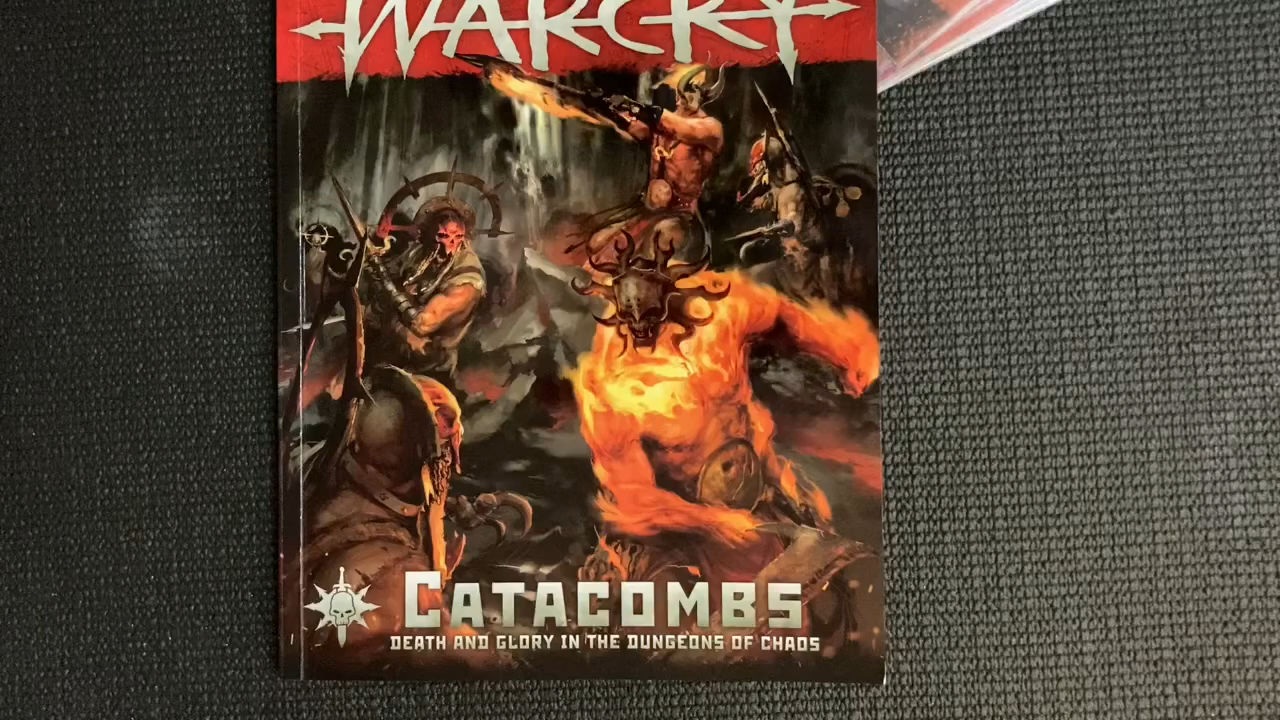 WARCRY
CATACOMBS
DEATH AND GLORY IN THE DUNGEONS OF CHAOS